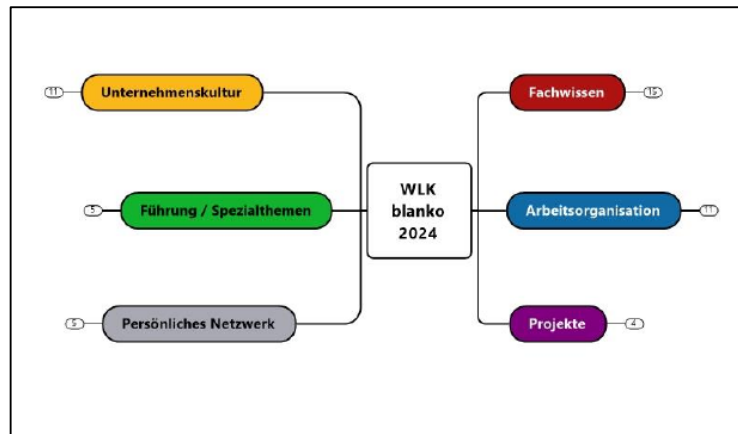 11
Unternehmenskultur
Fachwissen
15
WLK
blanko
2024
5
Führung / Spezialthemen
Arbeitsorganisation
11
5
Persönliches Netzwerk
Projekte
4